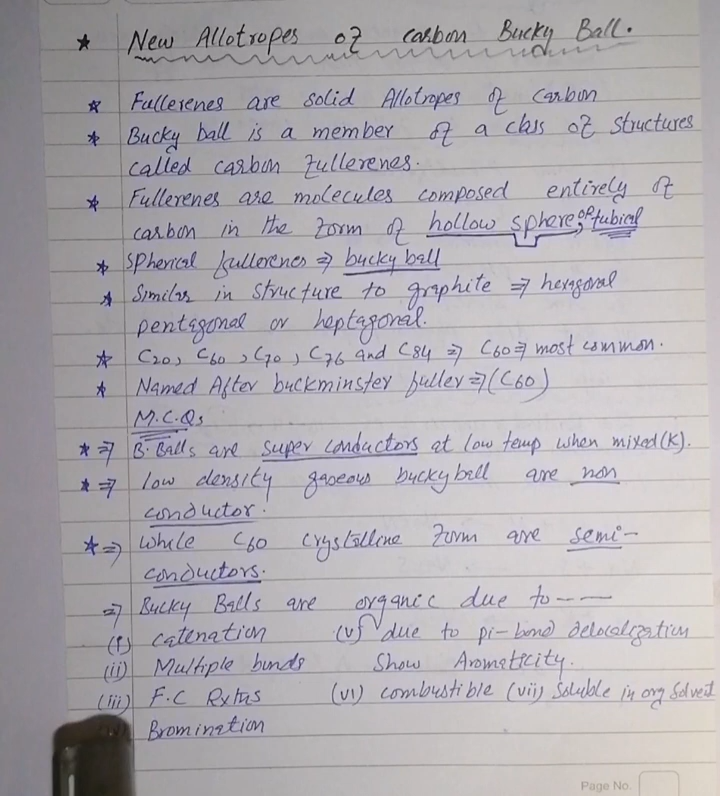 * New Allotropes of carbon Bucky Ball.
* Fullerenes are solid Allotropes of carbon
* Bucky ball is a member of a class of structures
called carbon fullerenes.
* Fullerenes are molecules composed entirely of
carbon in the form of hollow sphere, or tubical
* Spherical fullerenes ⇒ bucky ball
* Similar in structure to graphite ⇒ hexagonal
pentagonal or heptagonal.
* C20, C60, C70, C76 and C84 ⇒ C60 ⇒ most common.
* Named After buckminster fuller ⇒ (C60)
M.C.Qs
* ⇒ B. Balls are super conductors at low temp when mixed (K).
* ⇒ low density gaseous bucky ball are non
conductor.
* ⇒ while C60 crystalline form are semi-
conductors.
⇒ Bucky Balls are organic due to ---
(i) catenation (v) due to pi-bond delocalization
(ii) Multiple bonds Show Aromaticity.
(iii) F.C Rxtns (vi) combustible (vii) Soluble in org Solvent
Bromination
Page No.